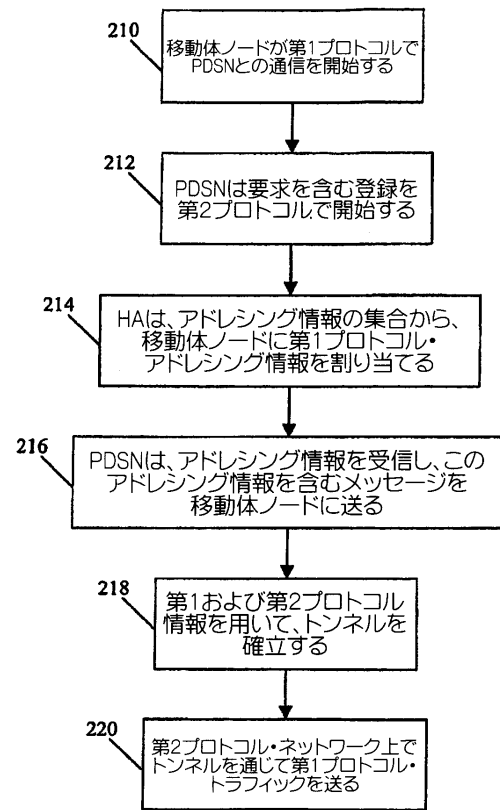 210
移動体ノードが第1プロトコルで
PDSNとの通信を開始する
212
PDSNは要求を含む登録を
第2プロトコルで開始する
214
HAは、アドレシング情報の集合から、
移動体ノードに第1プロトコル・
アドレシング情報を割り当てる
216
PDSNは、アドレシング情報を受信し、この
アドレシング情報を含むメッセージを
移動体ノードに送る
218
第1および第2プロトコル
情報を用いて、トンネルを
確立する
220
第2プロトコル・ネットワーク上で
トンネルを通じて第1プロトコル・
トラフィックを送る